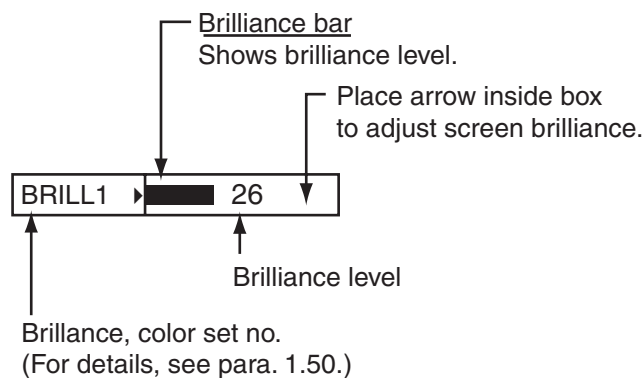 Brilliance bar
Shows brilliance level.
Place arrow inside box
to adjust screen brilliance.
BRILL1 26
Brilliance level
Brillance, color set no.
(For details, see para. 1.50.)